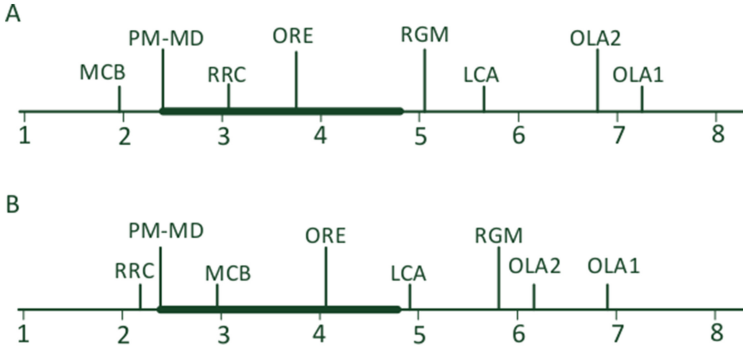 A
PM-MD ORE RGM OLA2
MCB RRC LCA OLA1
1 2 3 4 5 6 7 8
B
PM-MD ORE RGM
RRC MCB LCA OLA2 OLA1
1 2 3 4 5 6 7 8